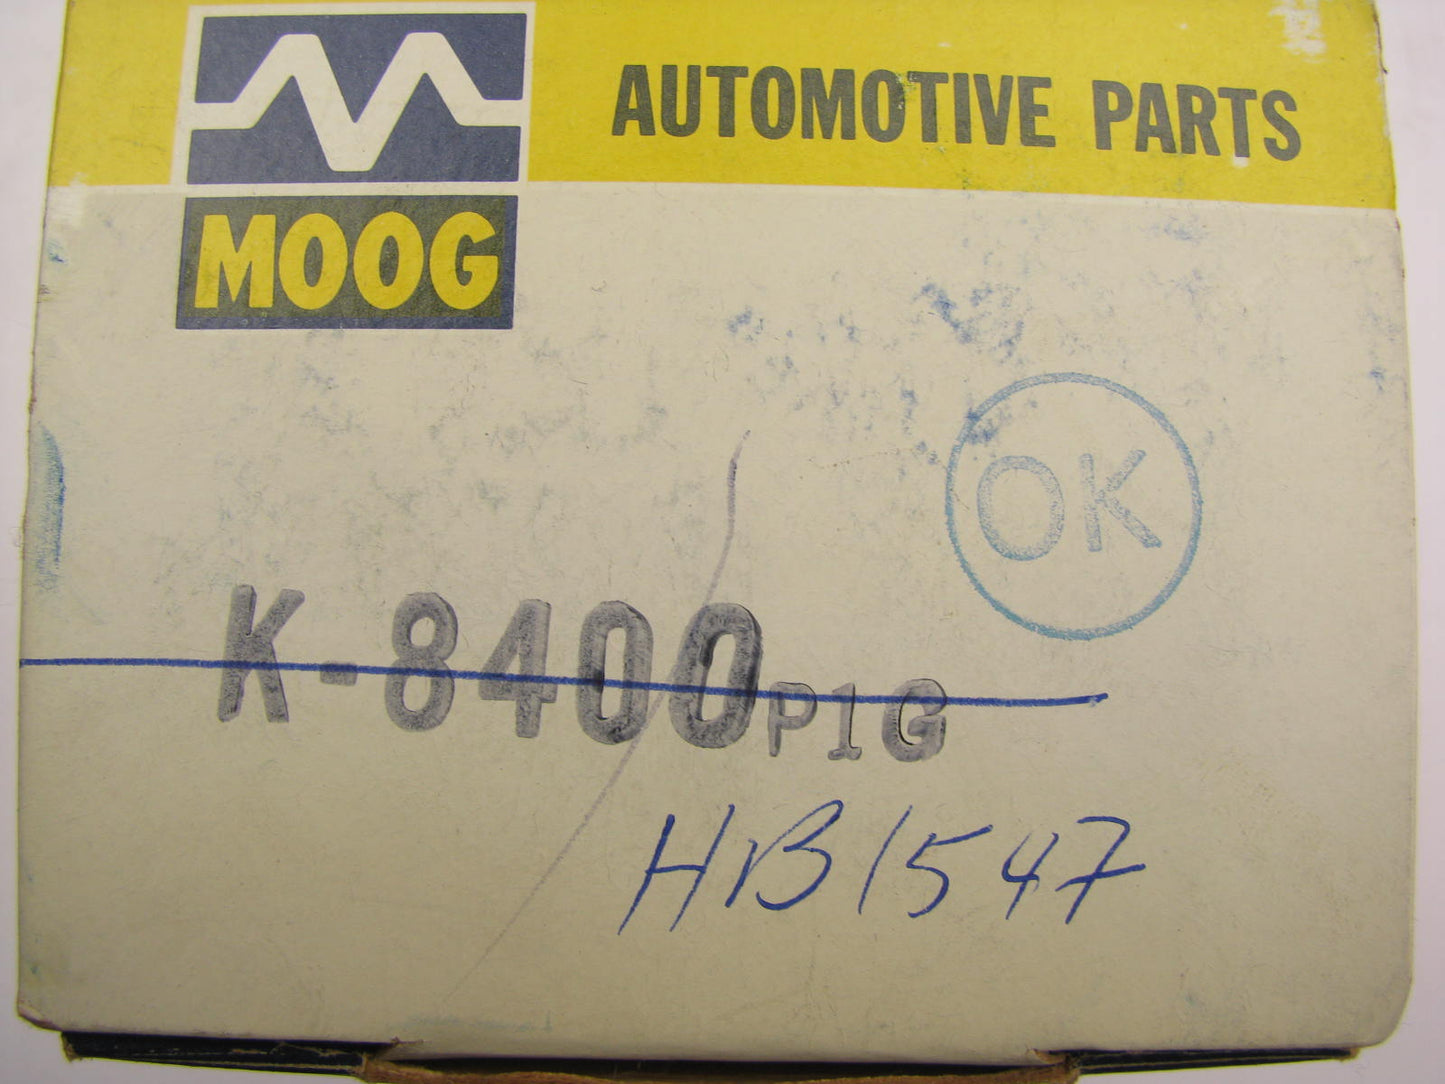 AUTOMOTIVE PARTS
MOOG
OK
K-8400P1G
HB1547